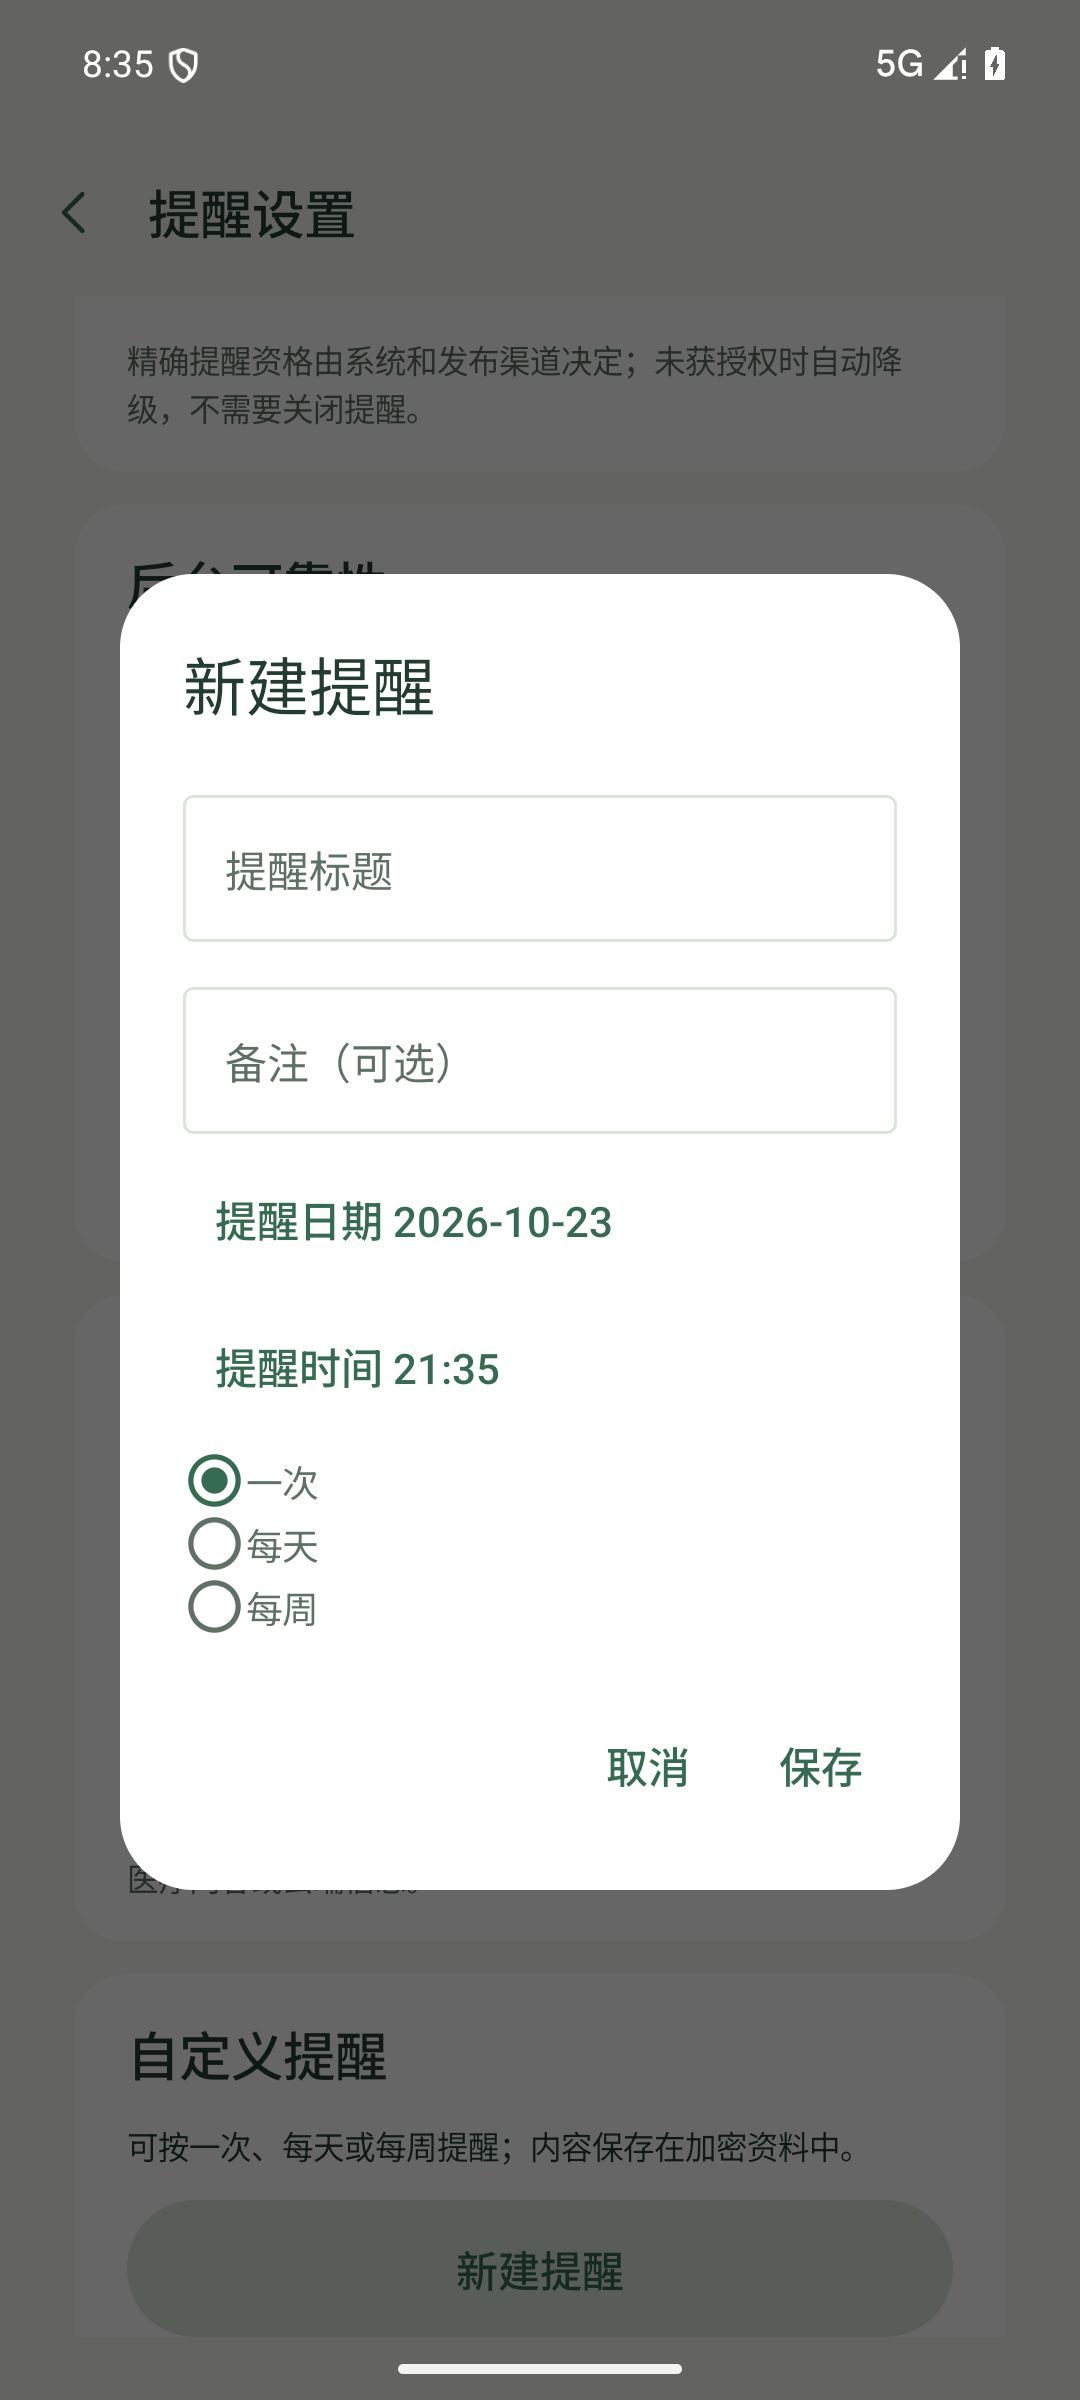 8:35
5G
提醒设置
精确提醒资格由系统和发布渠道决定；未获授权时自动降
级，不需要关闭提醒。
新建提醒
提醒标题
备注（可选）
提醒日期 2026-10-23
提醒时间 21:35
一次
每天
每周
取消
保存
自定义提醒
可按一次、每天或每周提醒；内容保存在加密资料中。
新建提醒